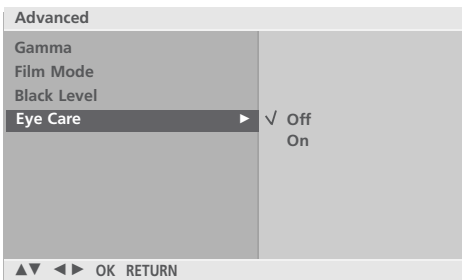 Advanced
Gamma
Film Mode
Black Level
Eye Care ► √ Off
On
▲▼ ◄► OK RETURN